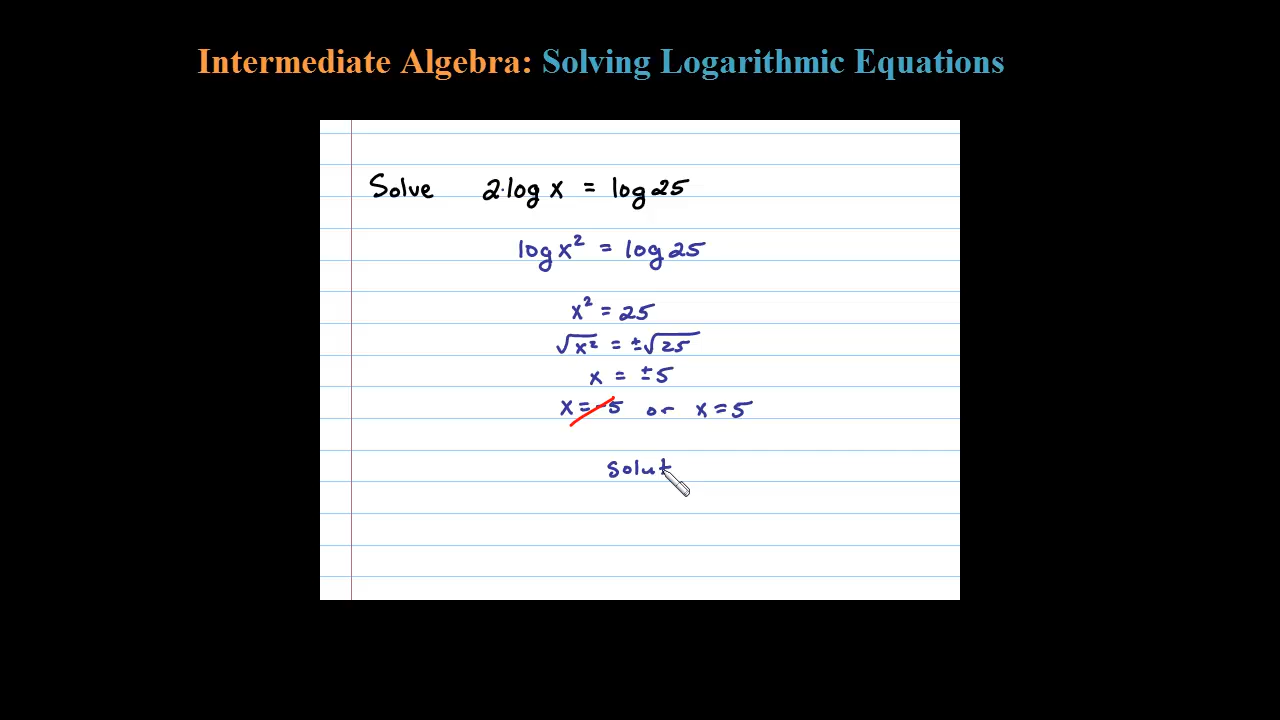 Intermediate Algebra: Solving Logarithmic Equations
Solve 2·log x = log 25
log x² = log 25
x² = 25
√x² = ±√25
x = ±5
x = -5 or x = 5
Solut